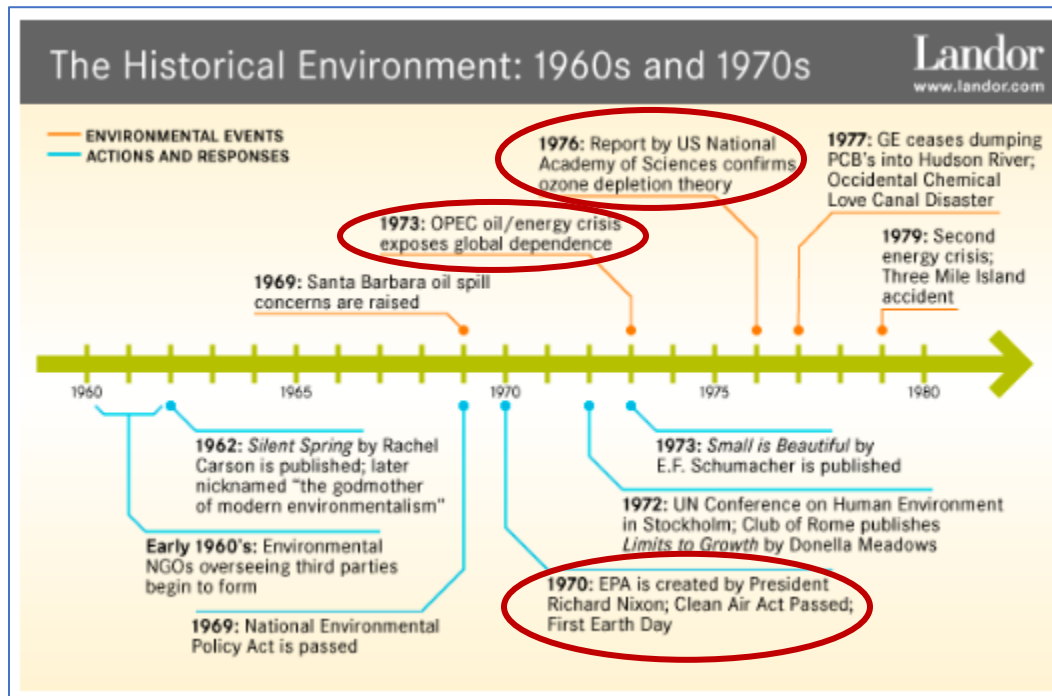 The Historical Environment: 1960s and 1970s
Landor
www.landor.com
ENVIRONMENTAL EVENTS
ACTIONS AND RESPONSES
1976: Report by US National
Academy of Sciences confirms
ozone depletion theory
1977: GE ceases dumping
PCB's into Hudson River;
Occidental Chemical
Love Canal Disaster
1973: OPEC oil/energy crisis
exposes global dependence
1979: Second
energy crisis;
Three Mile Island
accident
1969: Santa Barbara oil spill
concerns are raised
1960 1965 1970 1975 1980
1962: Silent Spring by Rachel
Carson is published; later
nicknamed "the godmother
of modern environmentalism"
1973: Small is Beautiful by
E.F. Schumacher is published
1972: UN Conference on Human Environment
in Stockholm; Club of Rome publishes
Limits to Growth by Donella Meadows
Early 1960's: Environmental
NGOs overseeing third parties
begin to form
1970: EPA is created by President
Richard Nixon; Clean Air Act Passed;
First Earth Day
1969: National Environmental
Policy Act is passed